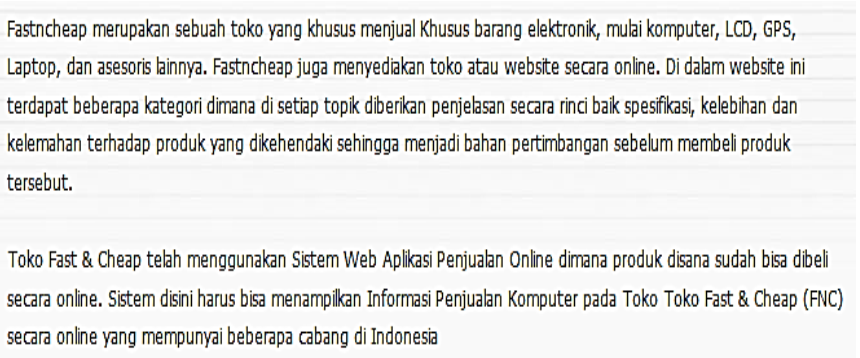 Fastncheap merupakan sebuah toko yang khusus menjual Khusus barang elektronik, mulai komputer, LCD, GPS,
Laptop, dan asesoris lainnya. Fastncheap juga menyediakan toko atau website secara online. Di dalam website ini
terdapat beberapa kategori dimana di setiap topik diberikan penjelasan secara rinci baik spesifikasi, kelebihan dan
kelemahan terhadap produk yang dikehendaki sehingga menjadi bahan pertimbangan sebelum membeli produk
tersebut.
Toko Fast & Cheap telah menggunakan Sistem Web Aplikasi Penjualan Online dimana produk disana sudah bisa dibeli
secara online. Sistem disini harus bisa menampilkan Informasi Penjualan Komputer pada Toko Toko Fast & Cheap (FNC)
secara online yang mempunyai beberapa cabang di Indonesia